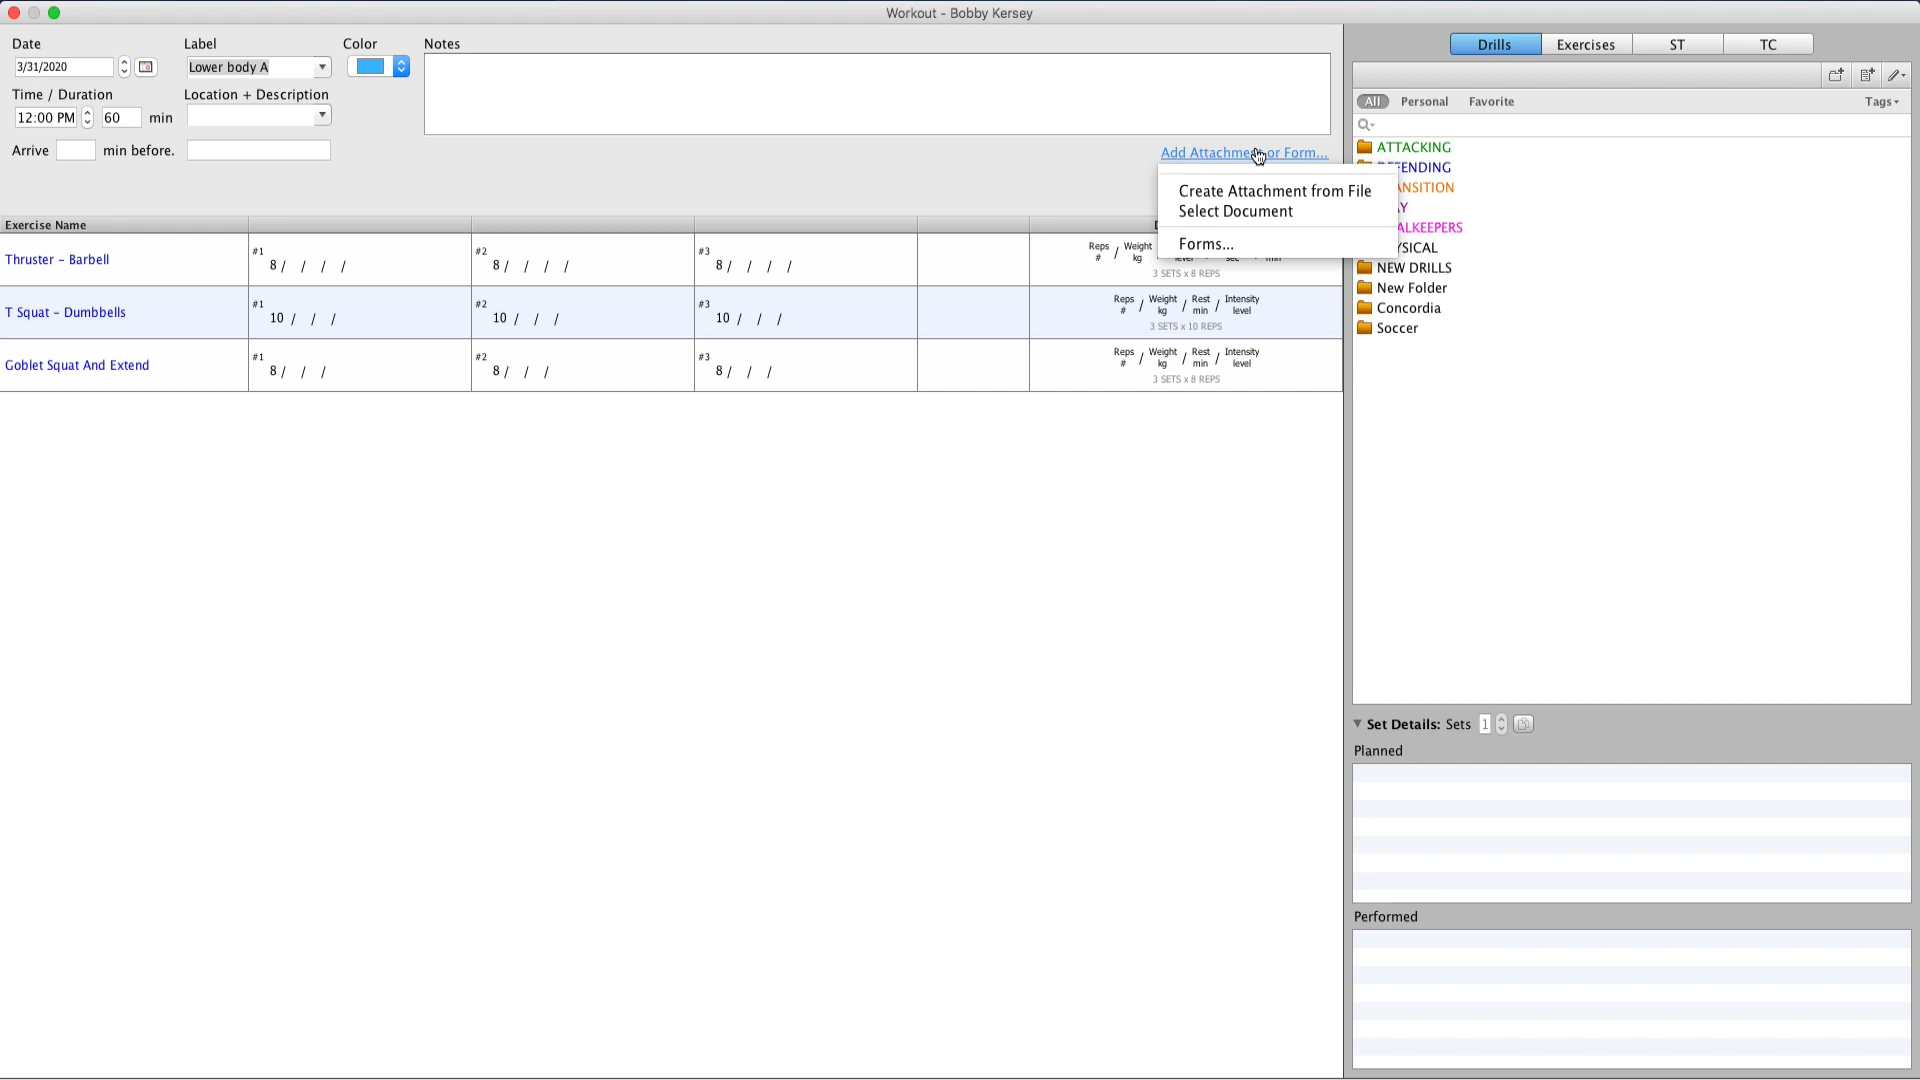 Workout - Bobby Kersey
Date
Label
Color
Notes
3/31/2020
Lower body A
Time / Duration
Location + Description
12:00 PM
60
min
Arrive
min before.
Add Attachment or Form...
Create Attachment from File
Select Document
Forms...
Exercise Name
Thruster – Barbell
#1
8 / / / /
#2
8 / / / /
#3
8 / / / /
Reps / Weight
# kg
3 SETS x 8 REPS
T Squat – Dumbbells
#1
10 / / /
#2
10 / / /
#3
10 / / /
Reps / Weight / Rest / Intensity
# kg min level
3 SETS x 10 REPS
Goblet Squat And Extend
#1
8 / / /
#2
8 / / /
#3
8 / / /
Reps / Weight / Rest / Intensity
# kg min level
3 SETS x 8 REPS
Drills
Exercises
ST
TC
All
Personal
Favorite
Tags
ATTACKING
ENDING
ANSITION
AY
ALKEEPERS
YSICAL
NEW DRILLS
New Folder
Concordia
Soccer
Set Details: Sets 1
Planned
Performed